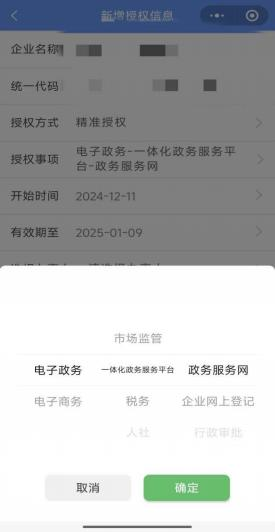 新增授权信息
企业名称
统一代码
授权方式 精准授权
授权事项 电子政务-一体化政务服务平
台-政务服务网
开始时间 2024-12-11
有效期至 2025-01-09
市场监管
电子政务 一体化政务服务平台 政务服务网
电子商务 税务 企业网上登记
人社 行政审批
取消 确定